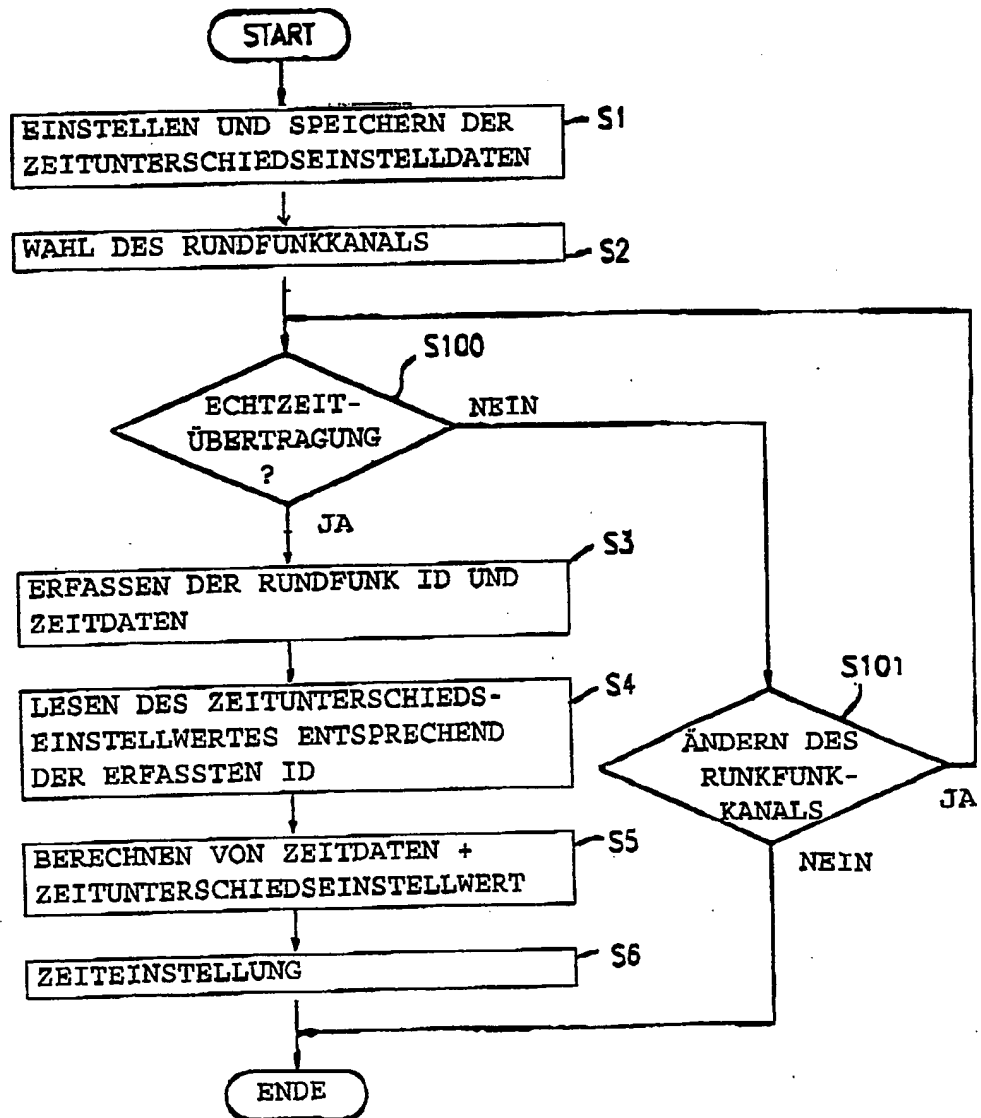 START
EINSTELLEN UND SPEICHERN DER
ZEITUNTERSCHIEDSEINSTELLDATEN
S1
WAHL DES RUNDFUNKKANALS
S2
S100
ECHTZEIT-
ÜBERTRAGUNG
?
NEIN
JA
S3
ERFASSEN DER RUNDFUNK ID UND
ZEITDATEN
S4
LESEN DES ZEITUNTERSCHIEDS-
EINSTELLWERTES ENTSPRECHEND
DER ERFASSTEN ID
S101
ÄNDERN DES
RUNKFUNK-
KANALS
JA
NEIN
S5
BERECHNEN VON ZEITDATEN +
ZEITUNTERSCHIEDSEINSTELLWERT
S6
ZEITEINSTELLUNG
ENDE